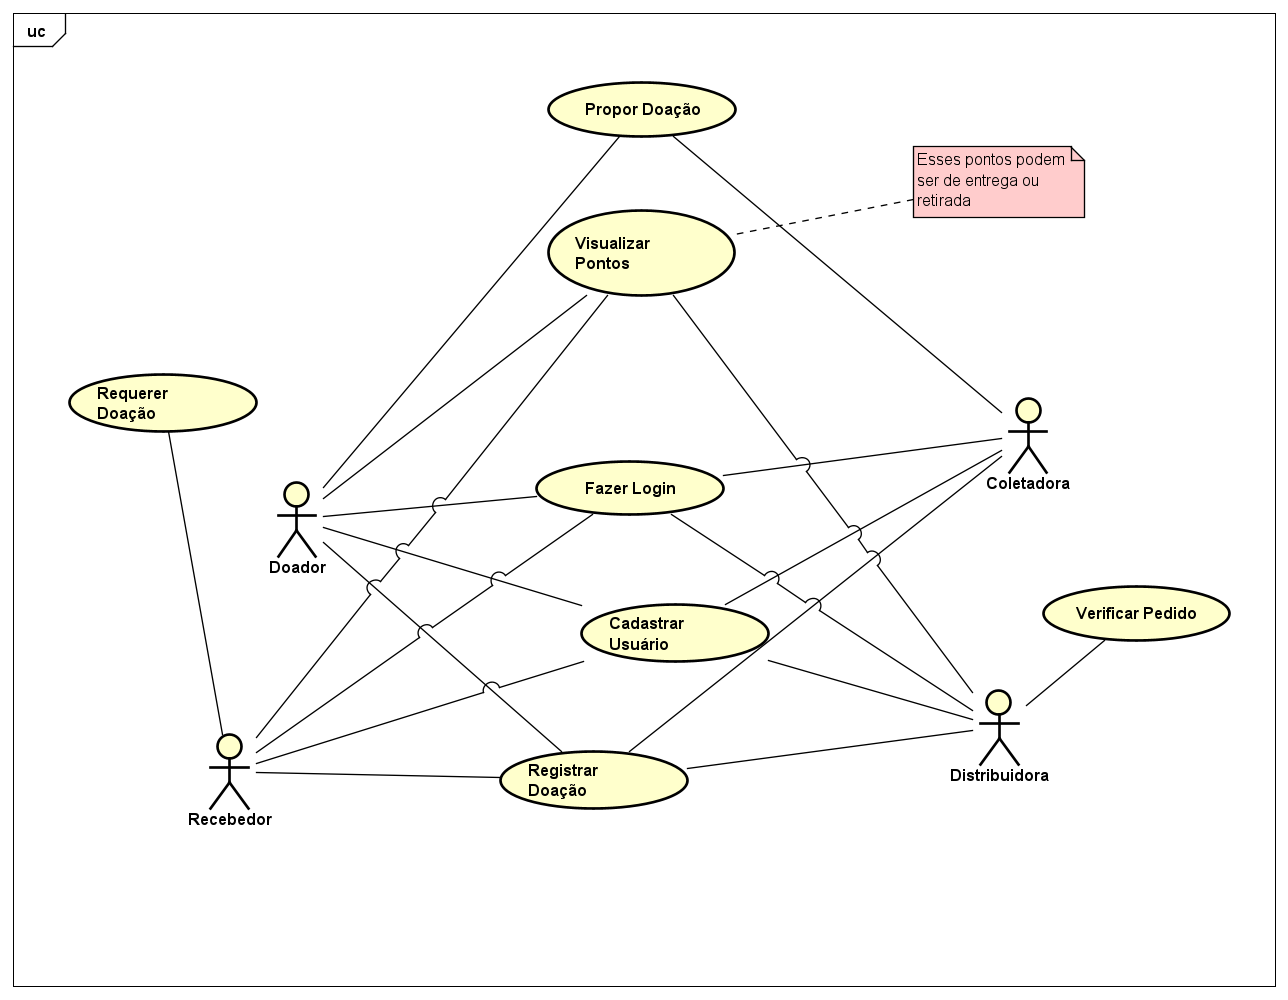 uc
Propor Doação
Esses pontos podem
ser de entrega ou
retirada
Visualizar
Pontos
Requerer
Doação
Coletadora
Fazer Login
Doador
Verificar Pedido
Cadastrar
Usuário
Distribuidora
Registrar
Doação
Recebedor